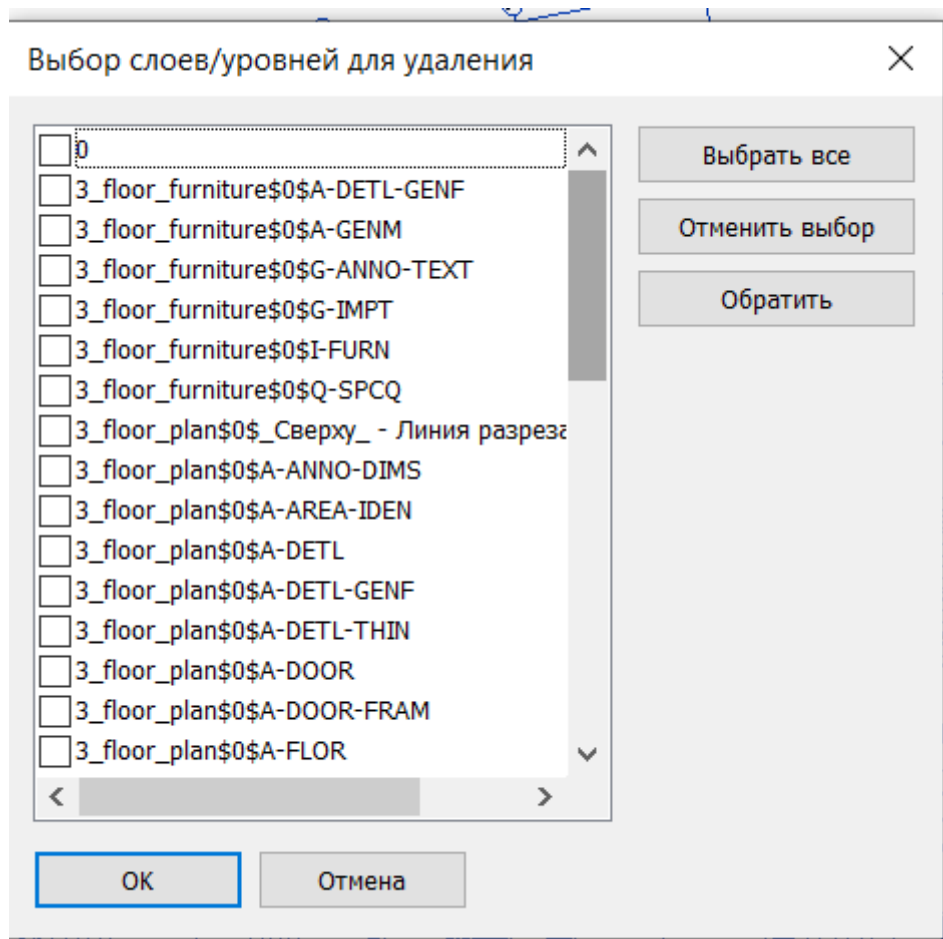 Выбор слоев/уровней для удаления
0
3_floor_furniture$0$A-DETL-GENF
3_floor_furniture$0$A-GENM
3_floor_furniture$0$G-ANNO-TEXT
3_floor_furniture$0$G-IMPT
3_floor_furniture$0$I-FURN
3_floor_furniture$0$Q-SPCQ
3_floor_plan$0$_Сверху_ - Линия разреза
3_floor_plan$0$A-ANNO-DIMS
3_floor_plan$0$A-AREA-IDEN
3_floor_plan$0$A-DETL
3_floor_plan$0$A-DETL-GENF
3_floor_plan$0$A-DETL-THIN
3_floor_plan$0$A-DOOR
3_floor_plan$0$A-DOOR-FRAM
3_floor_plan$0$A-FLOR
Выбрать все
Отменить выбор
Обратить
OK
Отмена